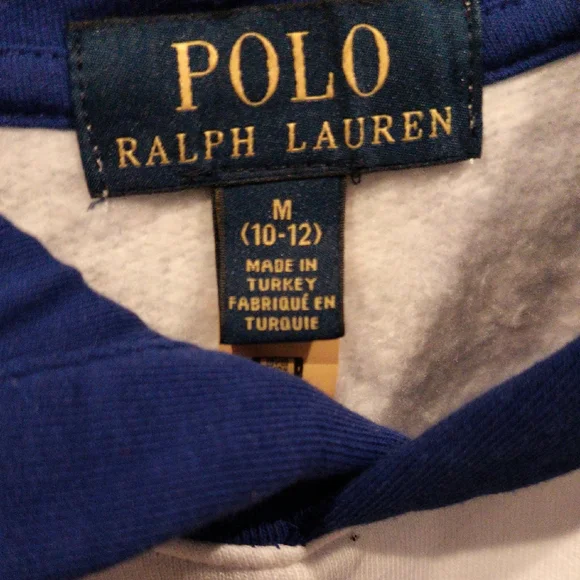 POLO
RALPH LAUREN
M
(10-12)
MADE IN
TURKEY
FABRIQUÉ EN
TURQUIE